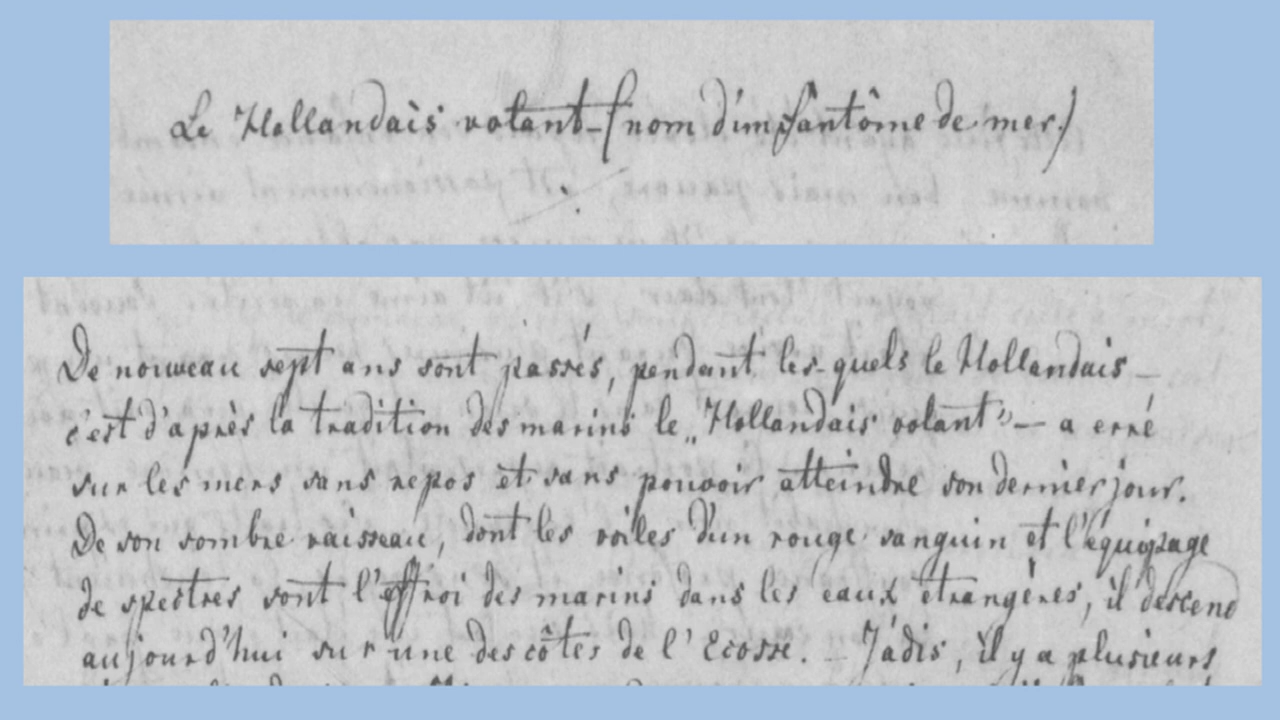 Le Hollandais volant – (nom d'un fantôme de mer.)
De nouveau sept ans sont passés, pendant les-quels le Hollandais –
c'est d'après la tradition des marins le „Hollandais volant" – a erré
sur les mers sans repos et sans pouvoir atteindre son dernier jour.
De son sombre vaisseau, dont les voiles d'un rouge sanguin et l'équipage
de spectres sont l'effroi des marins dans les eaux étrangères, il descend
aujourd'hui sur une des côtes de l'Ecosse. – Jadis, il y a plusieurs